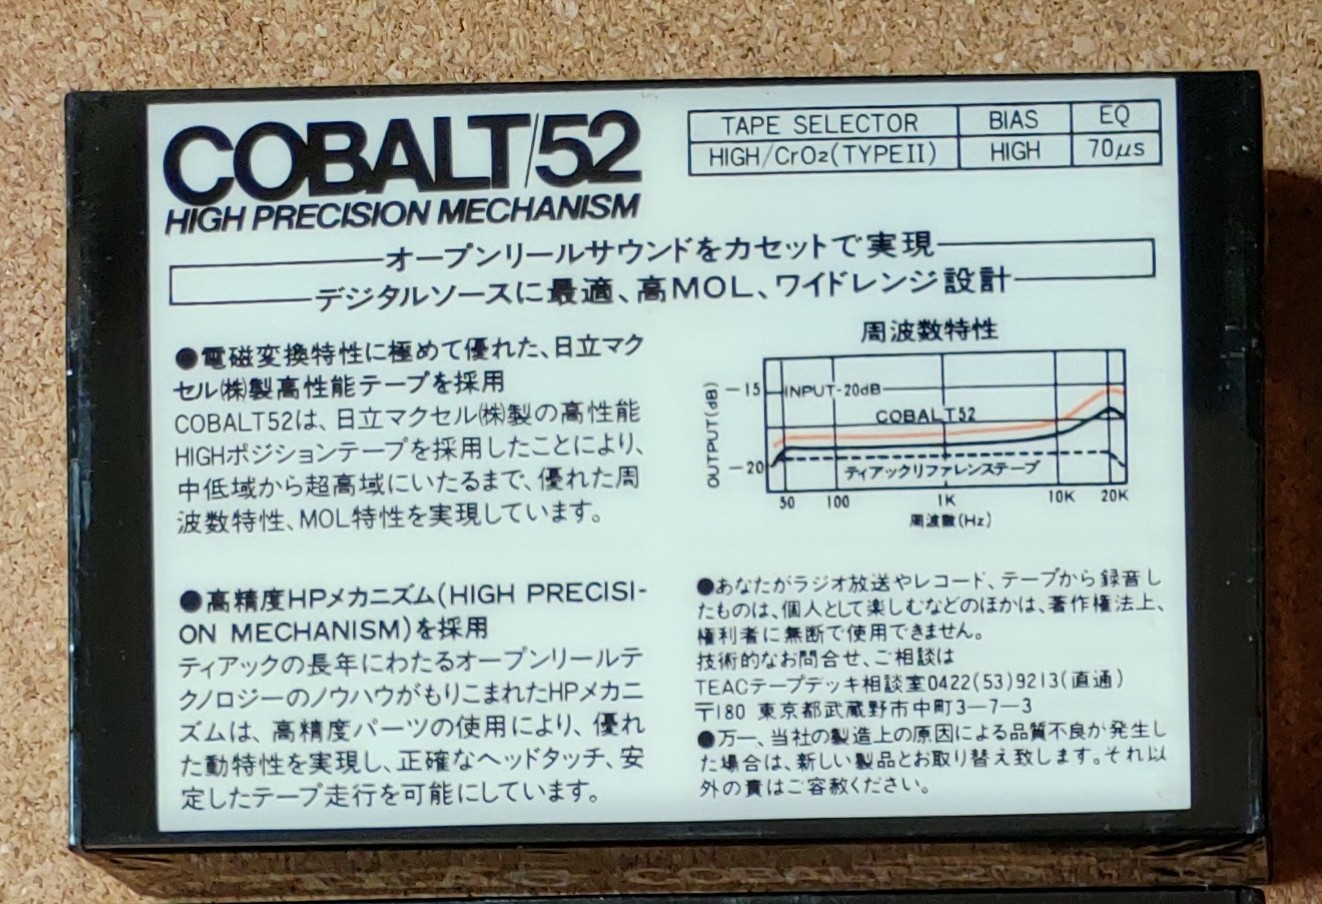 COBALT/52
HIGH PRECISION MECHANISM
TAPE SELECTOR BIAS EQ
HIGH/CrO2(TYPEII) HIGH 70μs
オープンリールサウンドをカセットで実現
デジタルソースに最適、高MOL、ワイドレンジ設計
●電磁変換特性に極めて優れた、日立マク
セル㈱製高性能テープを採用
COBALT52は、日立マクセル㈱製の高性能
HIGHポジションテープを採用したことにより、
中低域から超高域にいたるまで、優れた周
波数特性、MOL特性を実現しています。
●高精度HPメカニズム(HIGH PRECISI-
ON MECHANISM)を採用
ティアックの長年にわたるオープンリールテ
クノロジーのノウハウがもりこまれたHPメカニ
ズムは、高精度パーツの使用により、優れ
た動特性を実現し、正確なヘッドタッチ、安
定したテープ走行を可能にしています。
周波数特性
OUTPUT(dB)
-15
INPUT-20dB
COBALT52
-20
ティアックリファレンステープ
50 100 1K 10K 20K
周波数(Hz)
●あなたがラジオ放送やレコード、テープから録音し
たものは、個人として楽しむなどのほかは、著作権法上、
権利者に無断で使用できません。
技術的なお問合せ、ご相談は
TEACテープデッキ相談室0422(53)9213(直通)
〒180 東京都武蔵野市中町3-7-3
●万一、当社の製造上の原因による品質不良が発生し
た場合は、新しい製品とお取り替え致します。それ以
外の責はご容赦ください。